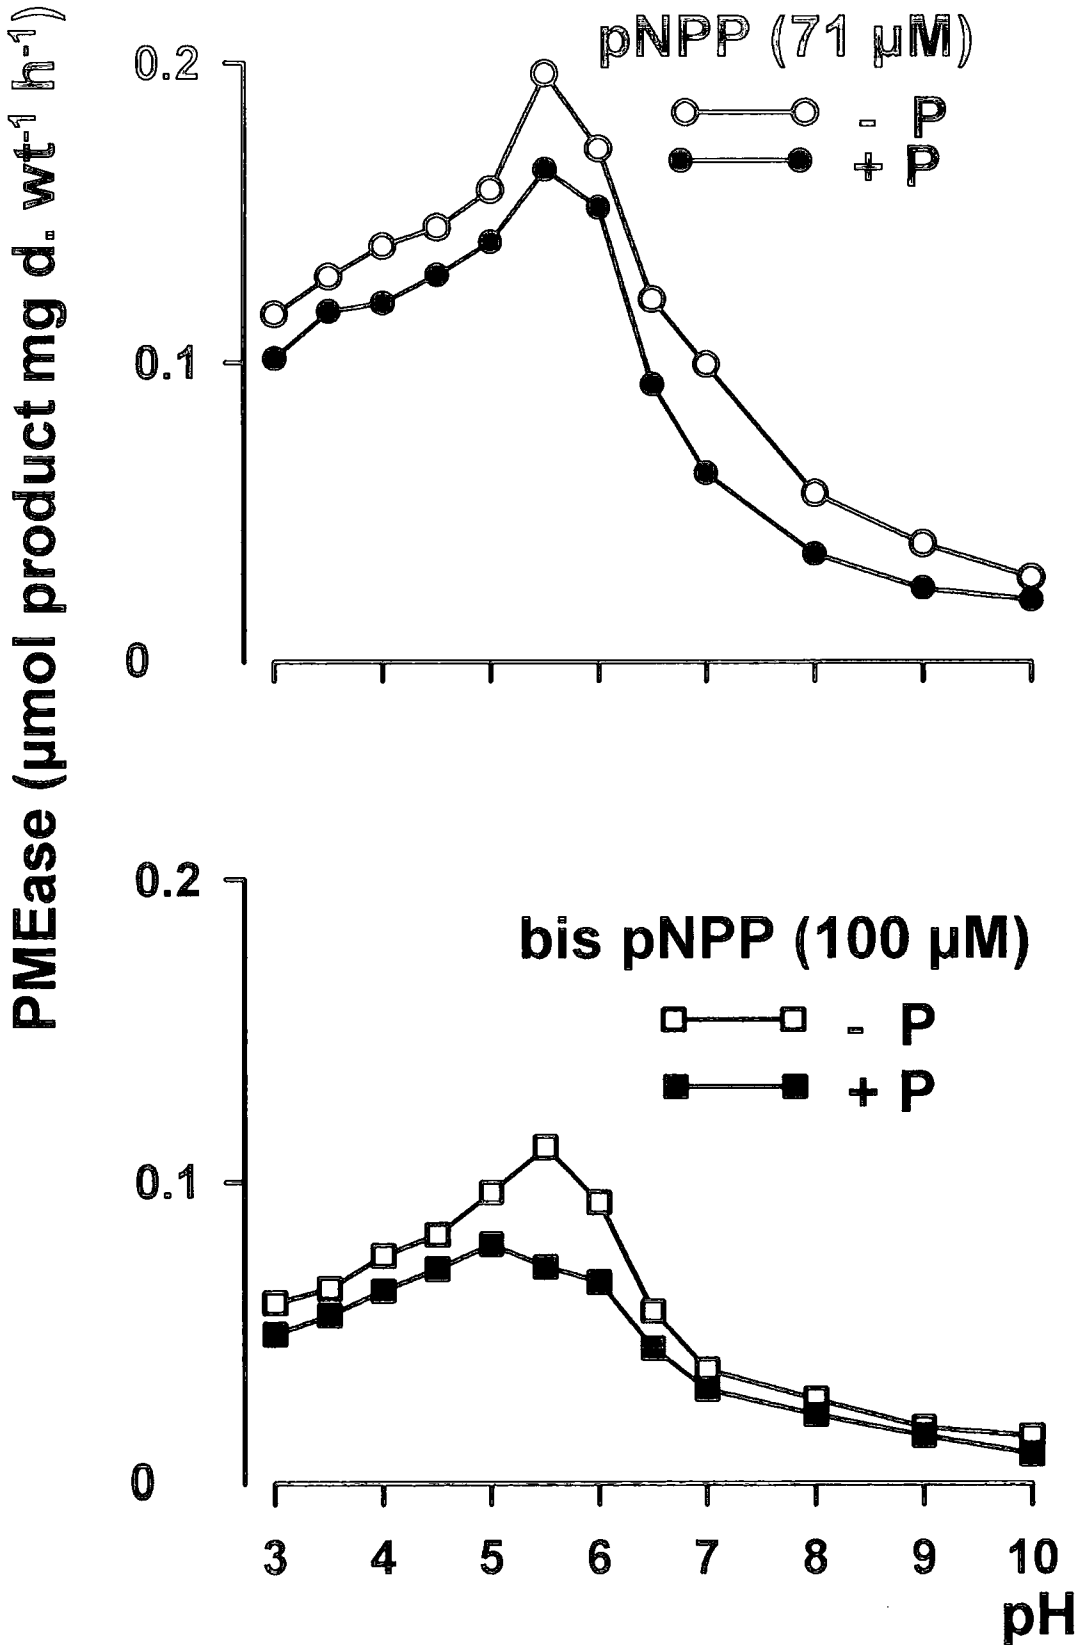 PMEase (µmol product mg d. wt⁻¹ h⁻¹)
pNPP (71 µM)
- P
+ P
0.2
0.1
0
bis pNPP (100 µM)
- P
+ P
0.2
0.1
0
3 4 5 6 7 8 9 10
pH